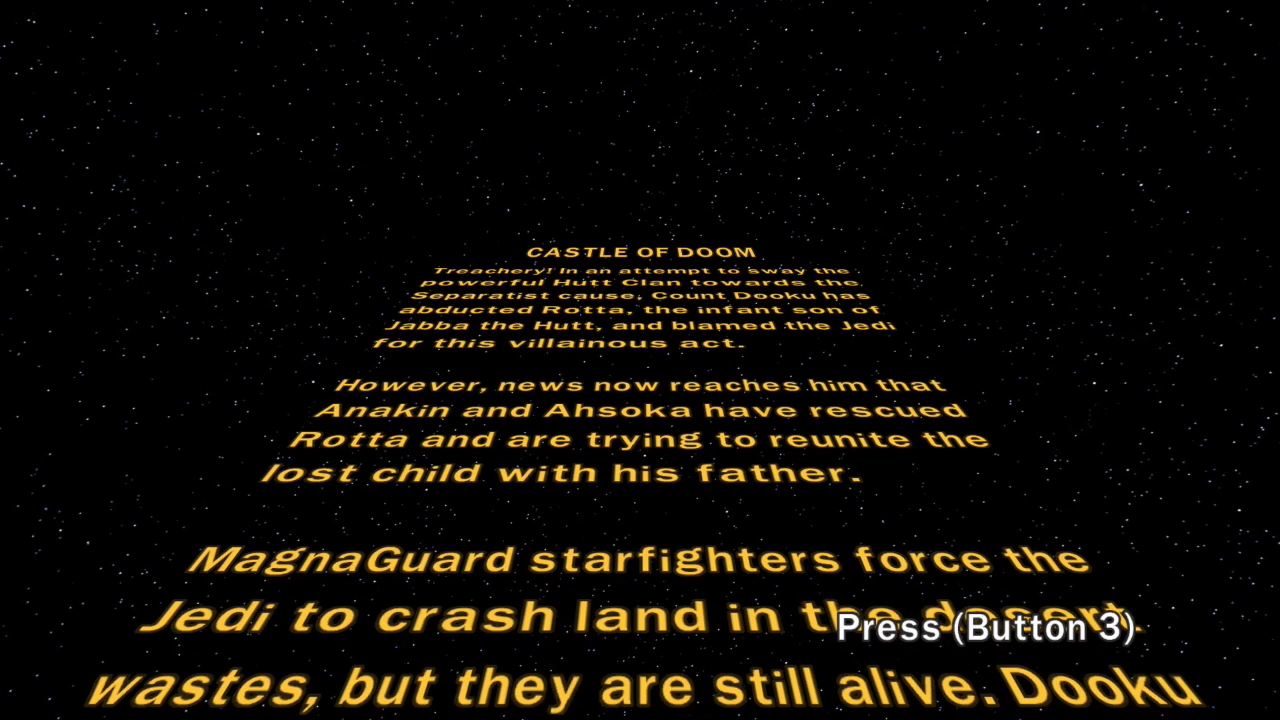 CASTLE OF DOOM
Treachery! In an attempt to sway the
powerful Hutt Clan towards the
Separatist cause, Count Dooku has
abducted Rotta, the infant son of
Jabba the Hutt, and blamed the Jedi
for this villainous act.
However, news now reaches him that
Anakin and Ahsoka have rescued
Rotta and are trying to reunite the
lost child with his father.
MagnaGuard starfighters force the
Jedi to crash land in the desert
Press (Button 3)
wastes, but they are still alive. Dooku